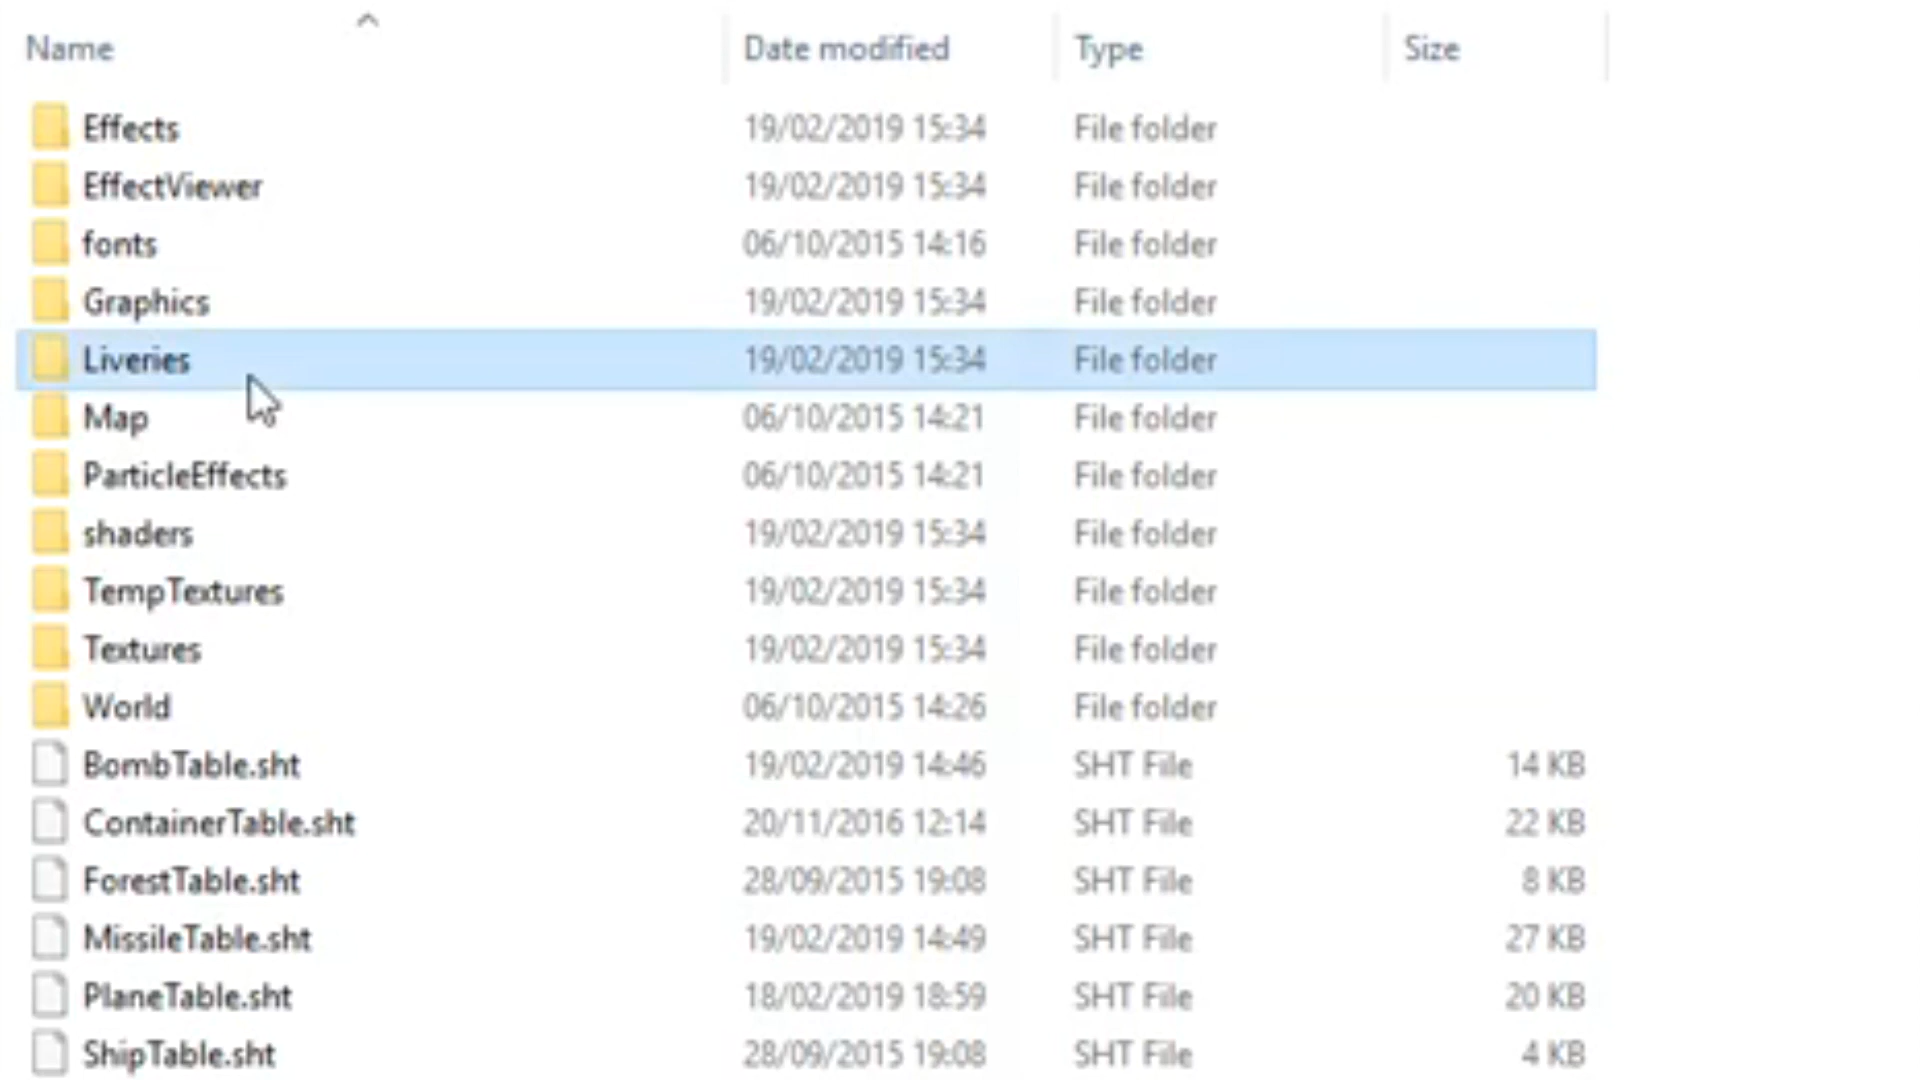 Name Date modified Type Size
Effects 19/02/2019 15:34 File folder
EffectViewer 19/02/2019 15:34 File folder
fonts 06/10/2015 14:16 File folder
Graphics 19/02/2019 15:34 File folder
Liveries 19/02/2019 15:34 File folder
Map 06/10/2015 14:21 File folder
ParticleEffects 06/10/2015 14:21 File folder
shaders 19/02/2019 15:34 File folder
TempTextures 19/02/2019 15:34 File folder
Textures 19/02/2019 15:34 File folder
World 06/10/2015 14:26 File folder
BombTable.sht 19/02/2019 14:46 SHT File 14 KB
ContainerTable.sht 20/11/2016 12:14 SHT File 22 KB
ForestTable.sht 28/09/2015 19:08 SHT File 8 KB
MissileTable.sht 19/02/2019 14:49 SHT File 27 KB
PlaneTable.sht 18/02/2019 18:59 SHT File 20 KB
ShipTable.sht 28/09/2015 19:08 SHT File 4 KB